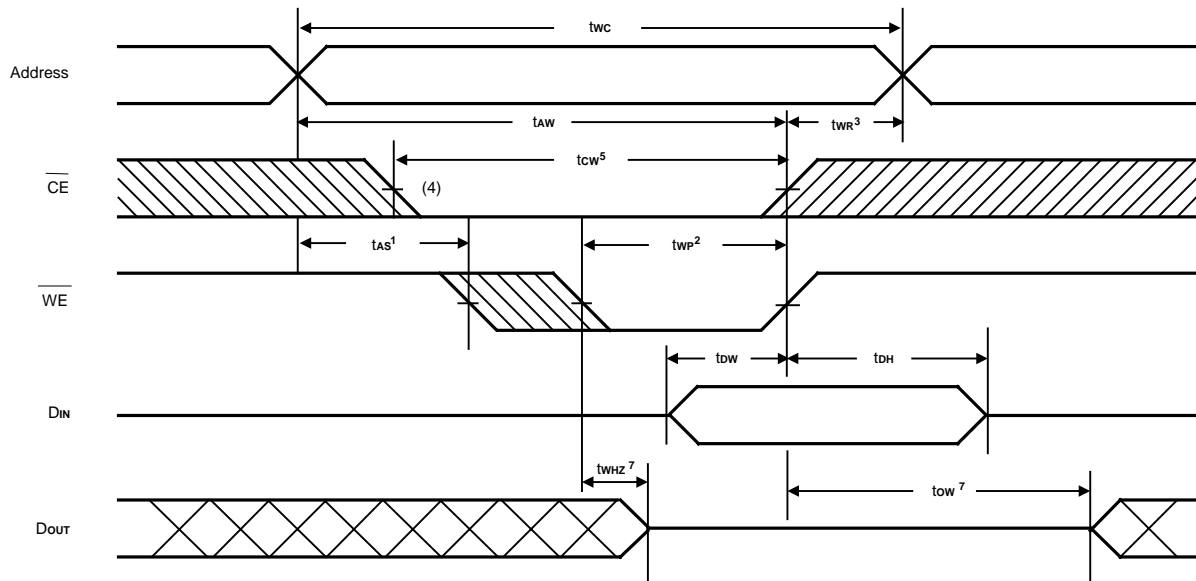 tWC
Address
tAW tWR3
tCW5
CE (4)
tAS1 tWP2
WE
tDW tDH
DIN
tWHZ 7 tOW 7
DOUT